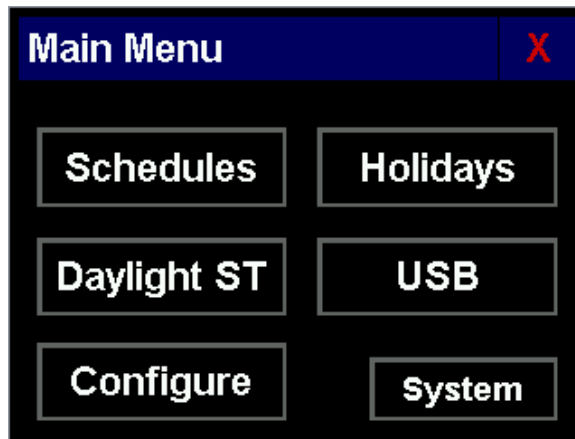 Main Menu X
Schedules Holidays
Daylight ST USB
Configure System